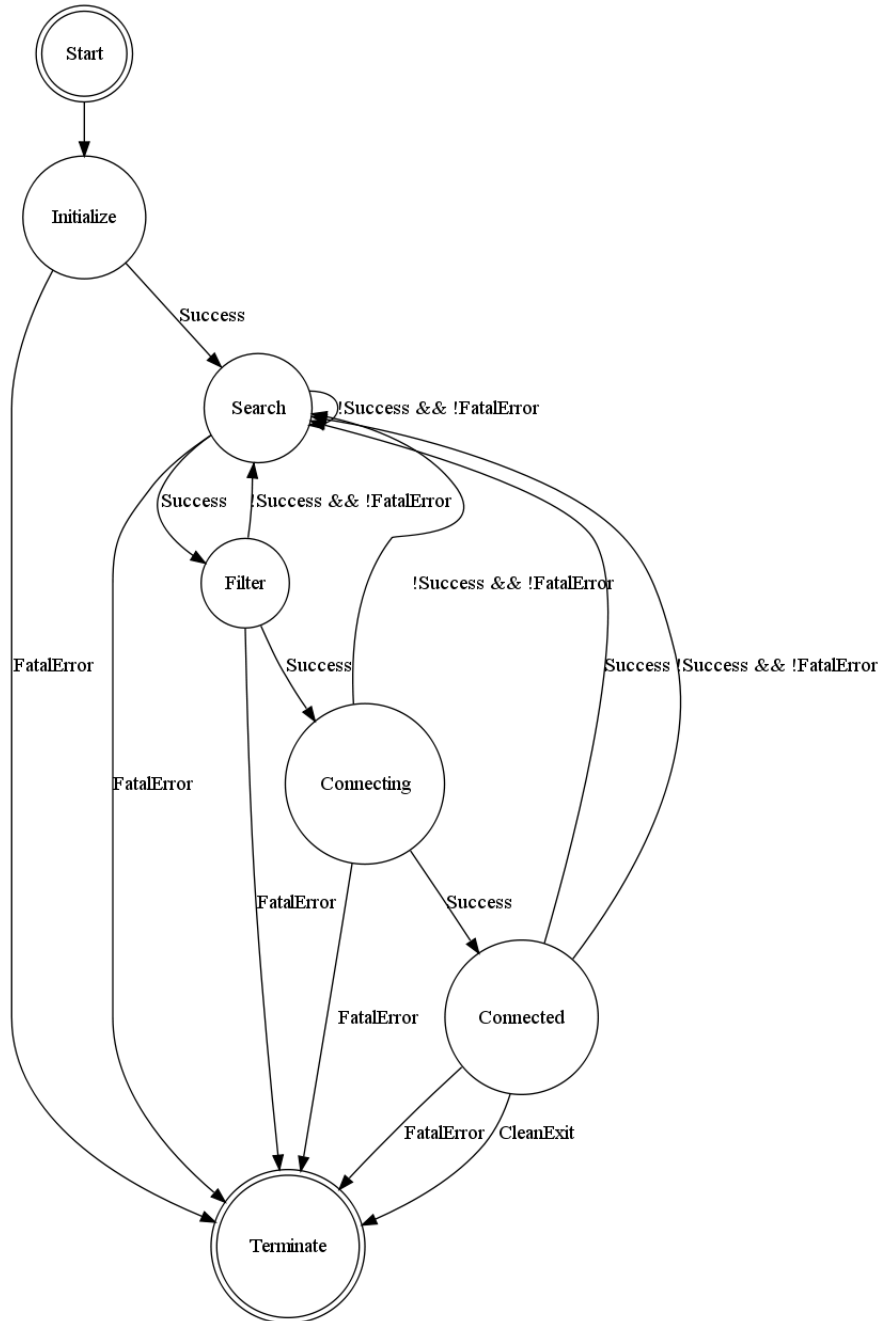 Start
Initialize
Success
Search
!Success && !FatalError
Success
!Success && !FatalError
Filter
!Success && !FatalError
FatalError
Success
Success
!Success && !FatalError
FatalError
Connecting
FatalError
Success
Connected
FatalError
FatalError
CleanExit
Terminate